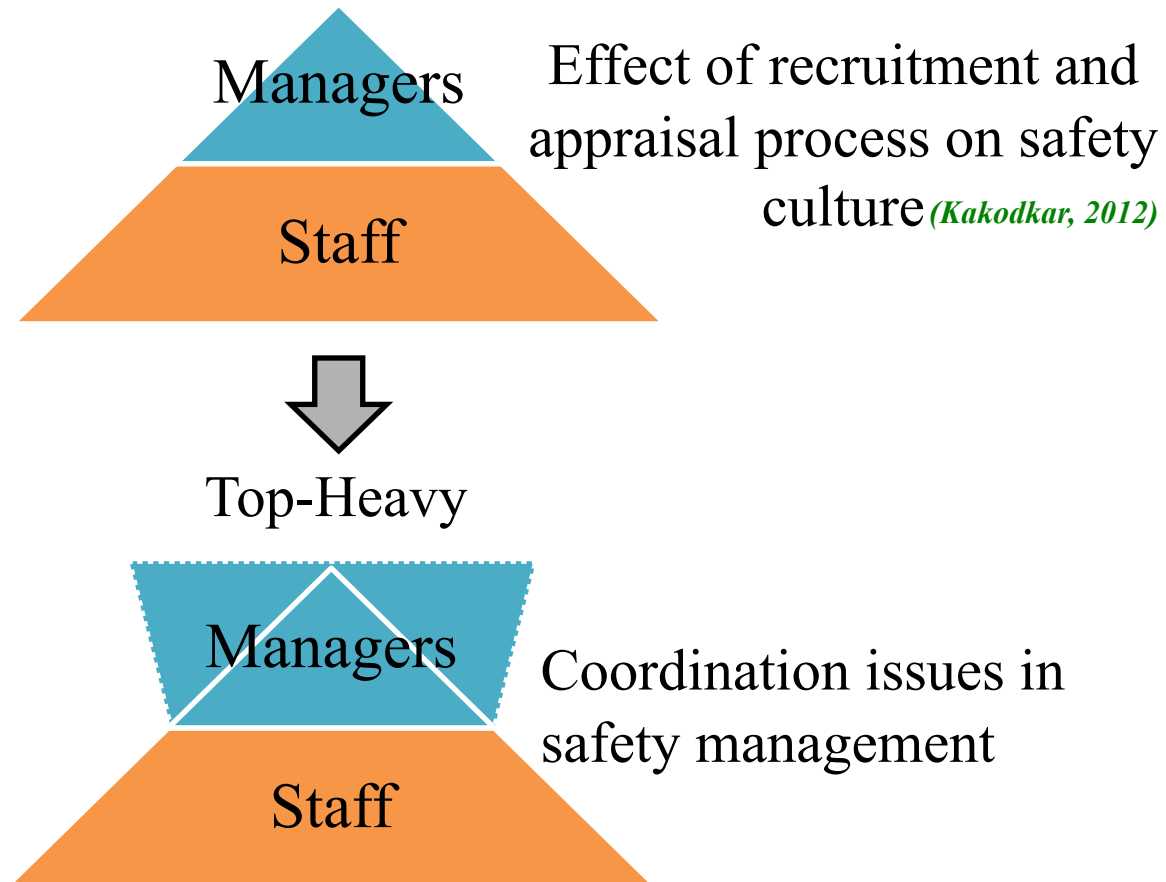 Managers
Staff
Effect of recruitment and
appraisal process on safety
culture (Kakodkar, 2012)
Top-Heavy
Managers
Staff
Coordination issues in
safety management